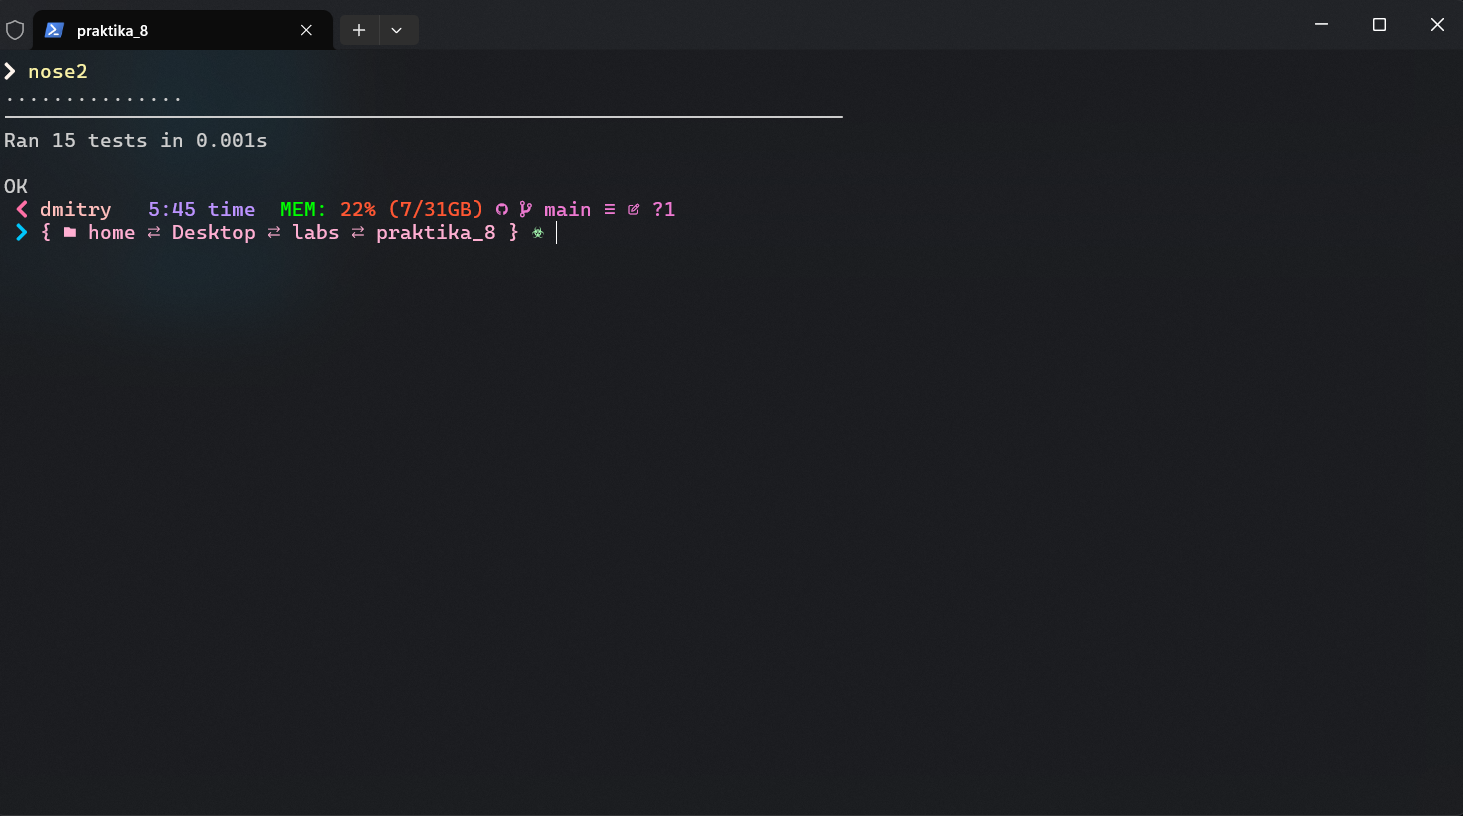 praktika_8
nose2
...............
Ran 15 tests in 0.001s
OK
dmitry 5:45 time MEM: 22% (7/31GB) main ≡ ?1
{ home ⇄ Desktop ⇄ labs ⇄ praktika_8 } ☣